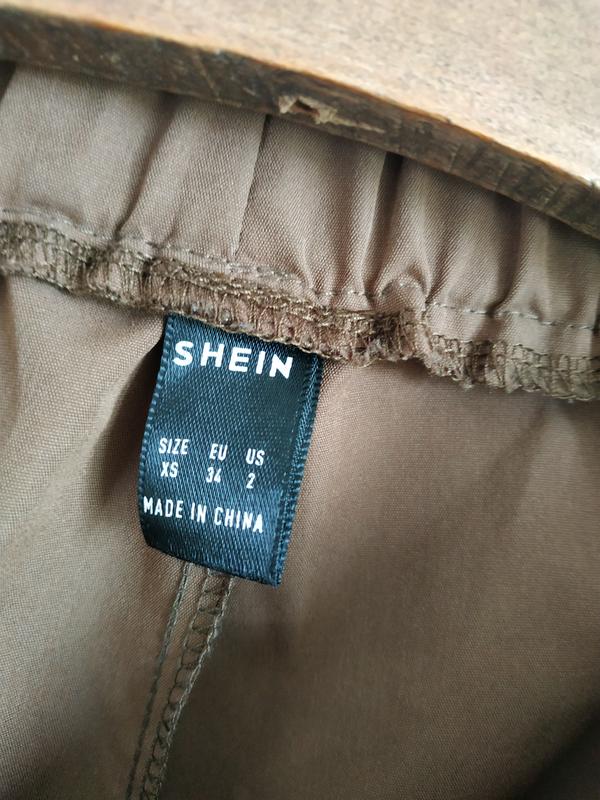 SHEIN
SIZE EU US
XS 34 2
MADE IN CHINA